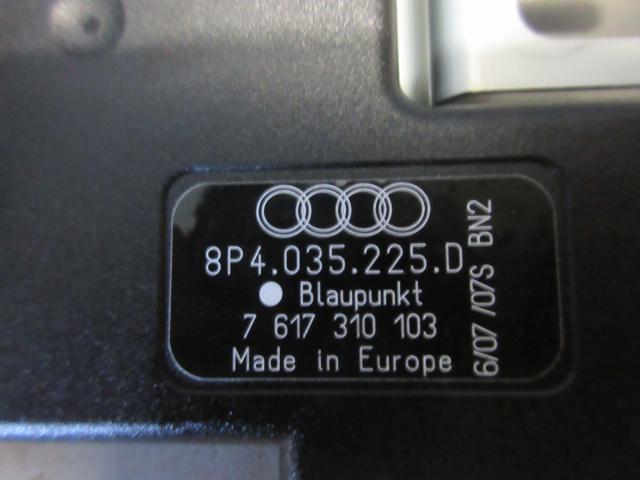 8P4.035.225.D
Blaupunkt
7 617 310 103
Made in Europe
6/07 /07S BN2